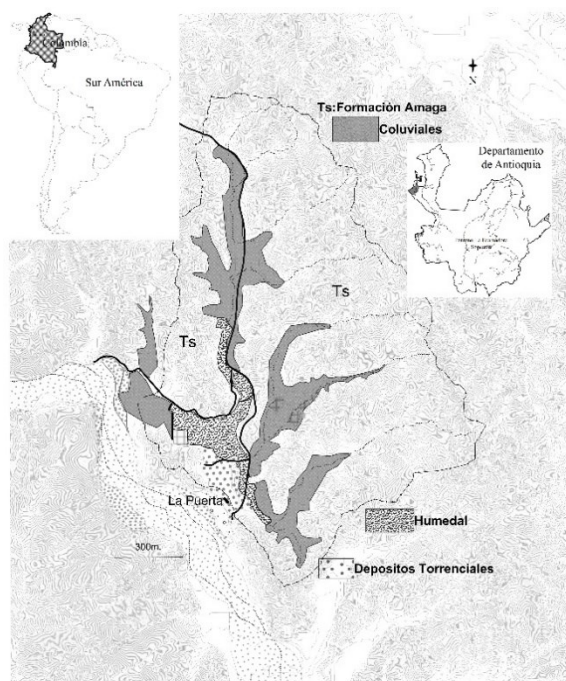 Colombia
Sur América
N
Ts:Formación Amaga
Coluviales
Departamento
de Antioquia
Ts
Ts
La Puerta
300m.
Humedal
Depositos Torrenciales